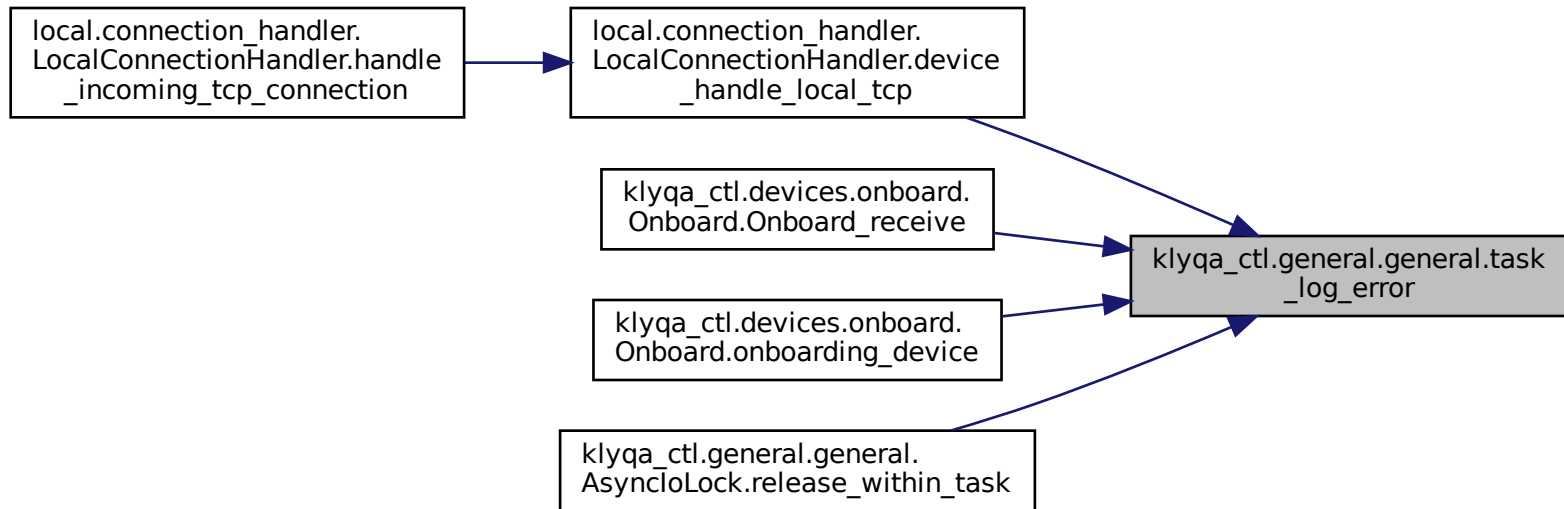 local.connection_handler.
LocalConnectionHandler.handle
_incoming_tcp_connection
local.connection_handler.
LocalConnectionHandler.device
_handle_local_tcp
klyqa_ctl.devices.onboard.
Onboard.Onboard_receive
klyqa_ctl.devices.onboard.
Onboard.onboarding_device
klyqa_ctl.general.general.
AsyncIoLock.release_within_task
klyqa_ctl.general.general.task
_log_error